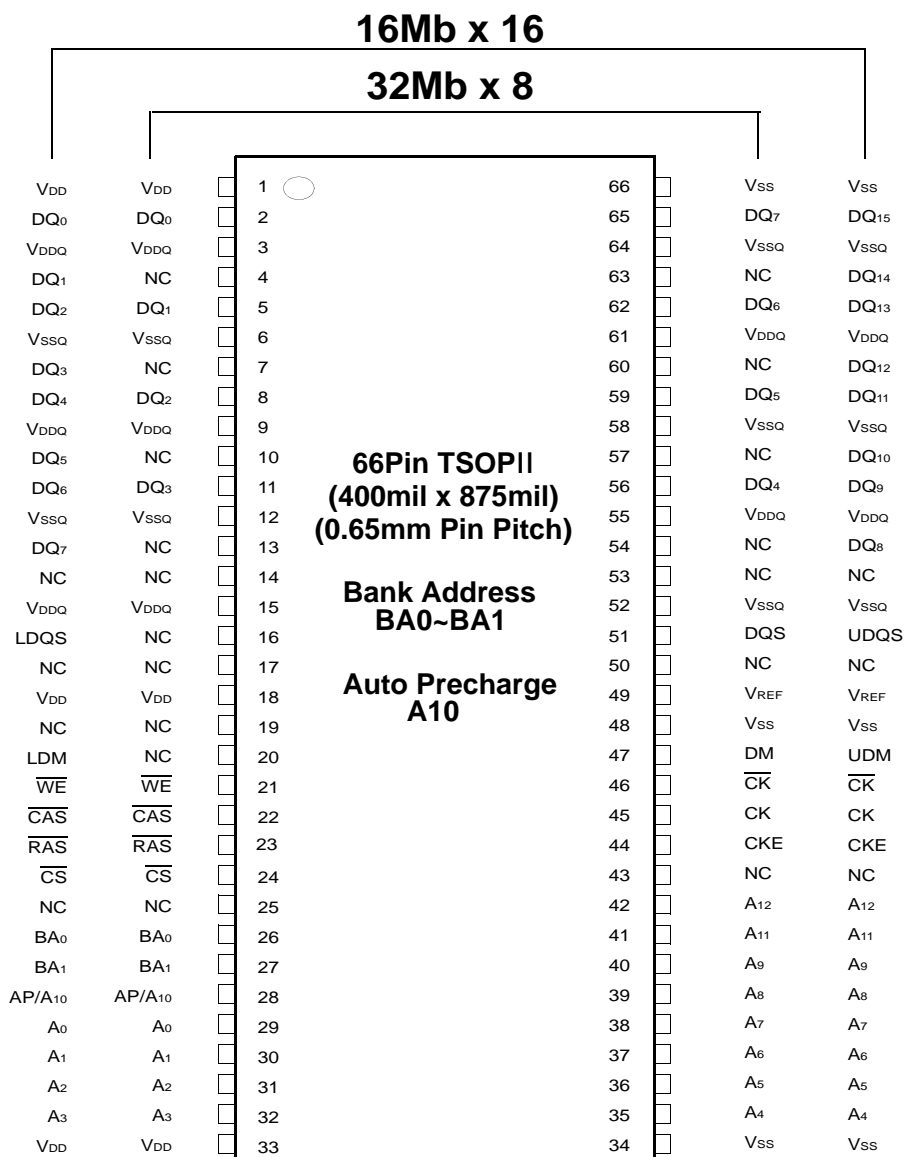 16Mb x 16
32Mb x 8
VDD VDD 1 66 VSS VSS
DQ0 DQ0 2 65 DQ7 DQ15
VDDQ VDDQ 3 64 VSSQ VSSQ
DQ1 NC 4 63 NC DQ14
DQ2 DQ1 5 62 DQ6 DQ13
VSSQ VSSQ 6 61 VDDQ VDDQ
DQ3 NC 7 60 NC DQ12
DQ4 DQ2 8 59 DQ5 DQ11
VDDQ VDDQ 9 58 VSSQ VSSQ
DQ5 NC 10 57 NC DQ10
DQ6 DQ3 11 56 DQ4 DQ9
VSSQ VSSQ 12 55 VDDQ VDDQ
DQ7 NC 13 54 NC DQ8
NC NC 14 53 NC NC
VDDQ VDDQ 15 52 VSSQ VSSQ
LDQS NC 16 51 DQS UDQS
NC NC 17 50 NC NC
VDD VDD 18 49 VREF VREF
NC NC 19 48 VSS VSS
LDM NC 20 47 DM UDM
W̅E̅ W̅E̅ 21 46 C̅K̅ C̅K̅
C̅A̅S̅ C̅A̅S̅ 22 45 CK CK
R̅A̅S̅ R̅A̅S̅ 23 44 CKE CKE
C̅S̅ C̅S̅ 24 43 NC NC
NC NC 25 42 A12 A12
BA0 BA0 26 41 A11 A11
BA1 BA1 27 40 A9 A9
AP/A10 AP/A10 28 39 A8 A8
A0 A0 29 38 A7 A7
A1 A1 30 37 A6 A6
A2 A2 31 36 A5 A5
A3 A3 32 35 A4 A4
VDD VDD 33 34 VSS VSS
66Pin TSOPII
(400mil x 875mil)
(0.65mm Pin Pitch)
Bank Address
BA0~BA1
Auto Precharge
A10